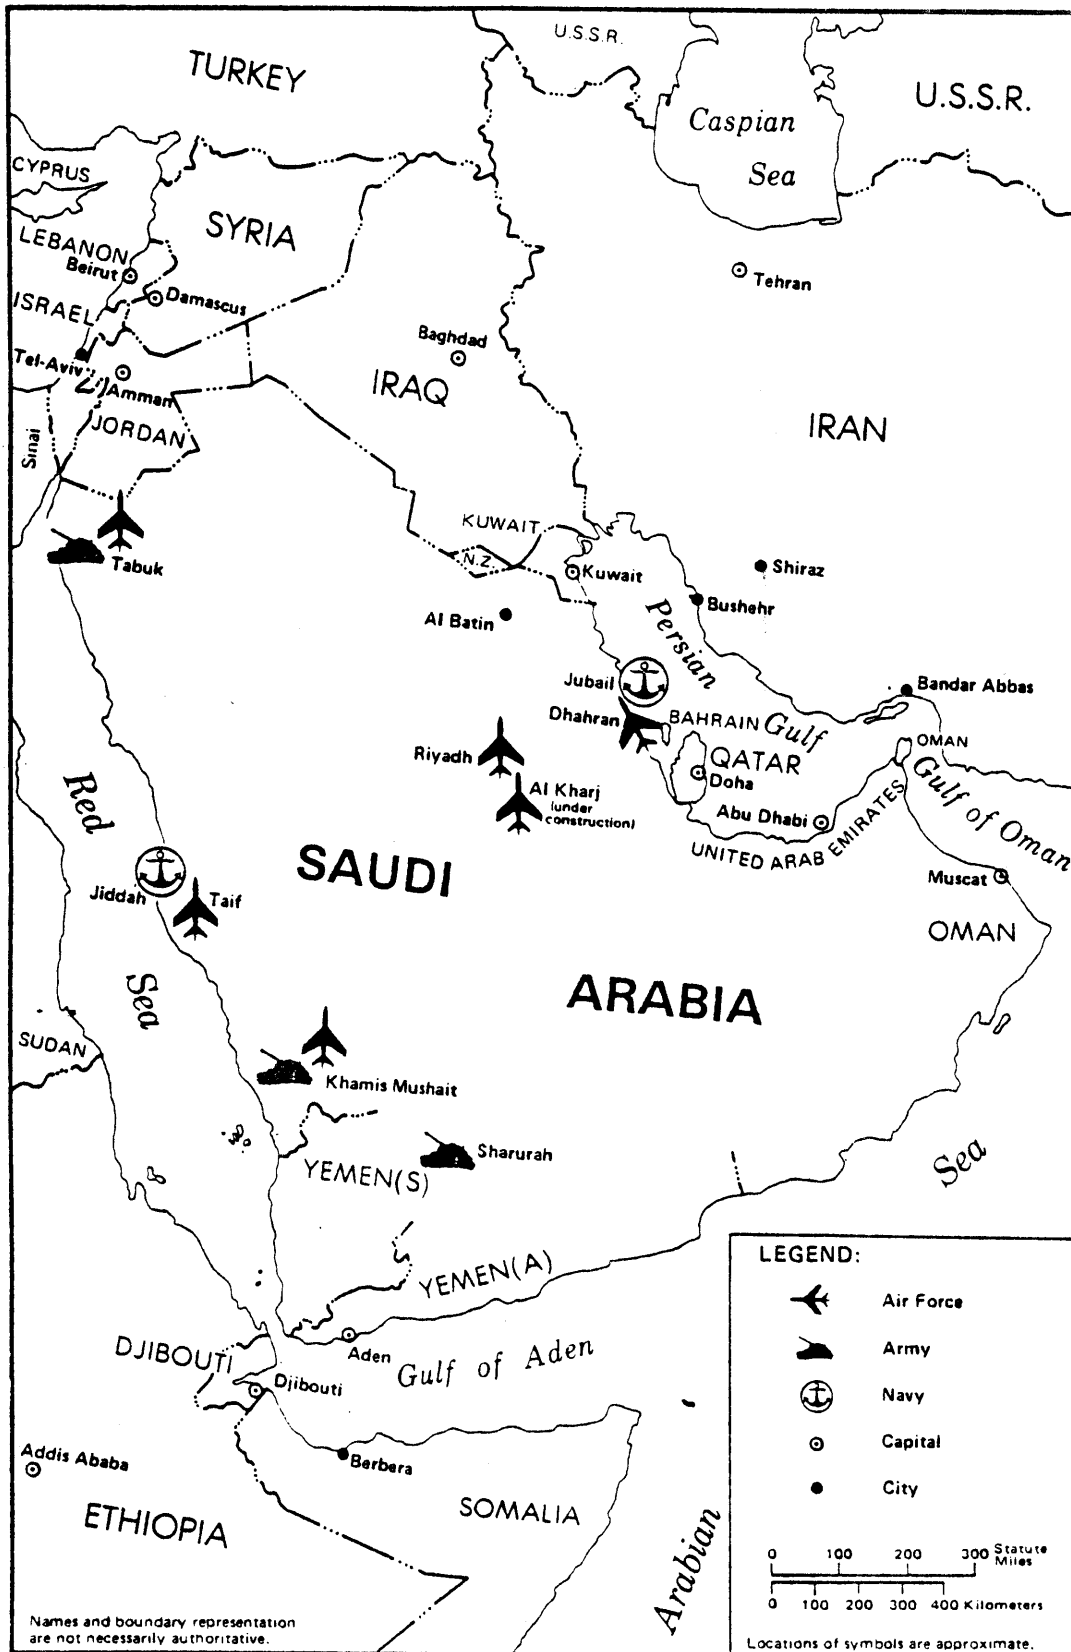 U.S.S.R.
TURKEY
U.S.S.R.
Caspian
Sea
CYPRUS
SYRIA
LEBANON
Beirut
Tehran
Damascus
ISRAEL
Baghdad
Tel-Aviv
Amman
IRAQ
JORDAN
IRAN
Sinai
KUWAIT
N.Z.
Kuwait
Shiraz
Tabuk
Bushehr
Al Batin
Persian
Gulf
Jubail
Bandar Abbas
Dhahran
BAHRAIN
OMAN
Riyadh
QATAR
Doha
Gulf of Oman
Al Kharj
(under
construction)
Abu Dhabi
UNITED ARAB EMIRATES
Red
Sea
SAUDI
ARABIA
Muscat
Jiddah
Taif
OMAN
SUDAN
Khamis Mushait
Sharurah
YEMEN(S)
Sea
YEMEN(A)
DJIBOUTI
Aden
Gulf of Aden
Djibouti
Addis Ababa
Berbera
ETHIOPIA
SOMALIA
Arabian
LEGEND:
Air Force
Army
Navy
Capital
City
0 100 200 300 Statute
Miles
0 100 200 300 400 Kilometers
Names and boundary representation
are not necessarily authoritative.
Locations of symbols are approximate.